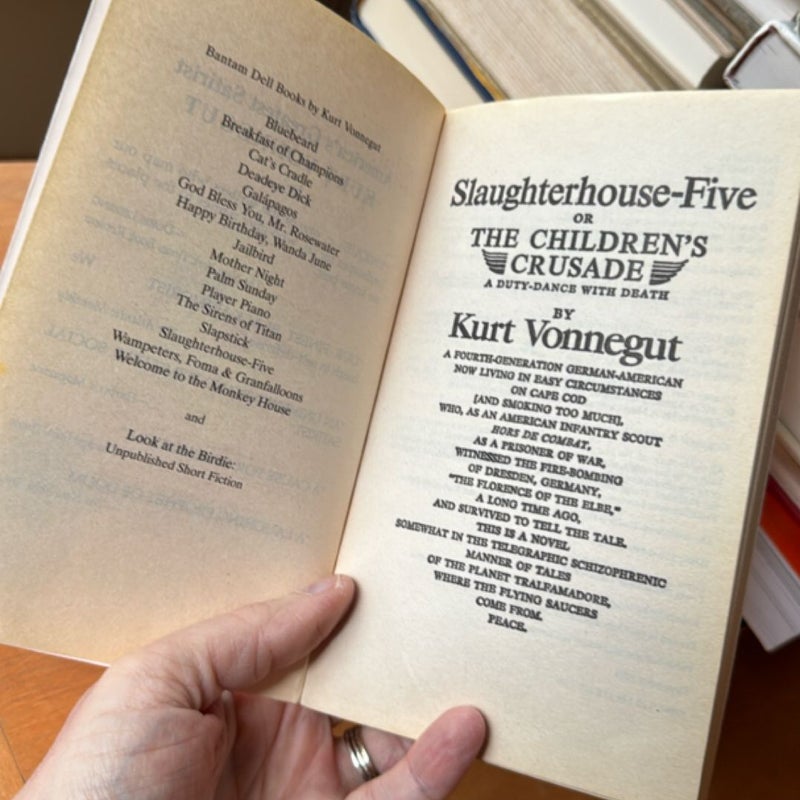 Bantam Dell Books by Kurt Vonnegut
Bluebeard
Breakfast of Champions
Cat's Cradle
Deadeye Dick
Galápagos
God Bless You, Mr. Rosewater
Happy Birthday, Wanda June
Jailbird
Mother Night
Palm Sunday
Player Piano
The Sirens of Titan
Slapstick
Slaughterhouse-Five
Wampeters, Foma & Granfalloons
Welcome to the Monkey House
and
Look at the Birdie:
Unpublished Short Fiction
Slaughterhouse-Five
OR
THE CHILDREN'S
CRUSADE
A DUTY-DANCE WITH DEATH
BY
Kurt Vonnegut
A FOURTH-GENERATION GERMAN-AMERICAN
NOW LIVING IN EASY CIRCUMSTANCES
ON CAPE COD
[AND SMOKING TOO MUCH],
WHO, AS AN AMERICAN INFANTRY SCOUT
HORS DE COMBAT,
AS A PRISONER OF WAR,
WITNESSED THE FIRE-BOMBING
OF DRESDEN, GERMANY,
"THE FLORENCE OF THE ELBE,"
A LONG TIME AGO,
AND SURVIVED TO TELL THE TALE.
THIS IS A NOVEL
SOMEWHAT IN THE TELEGRAPHIC SCHIZOPHRENIC
MANNER OF TALES
OF THE PLANET TRALFAMADORE,
WHERE THE FLYING SAUCERS
COME FROM.
PEACE.